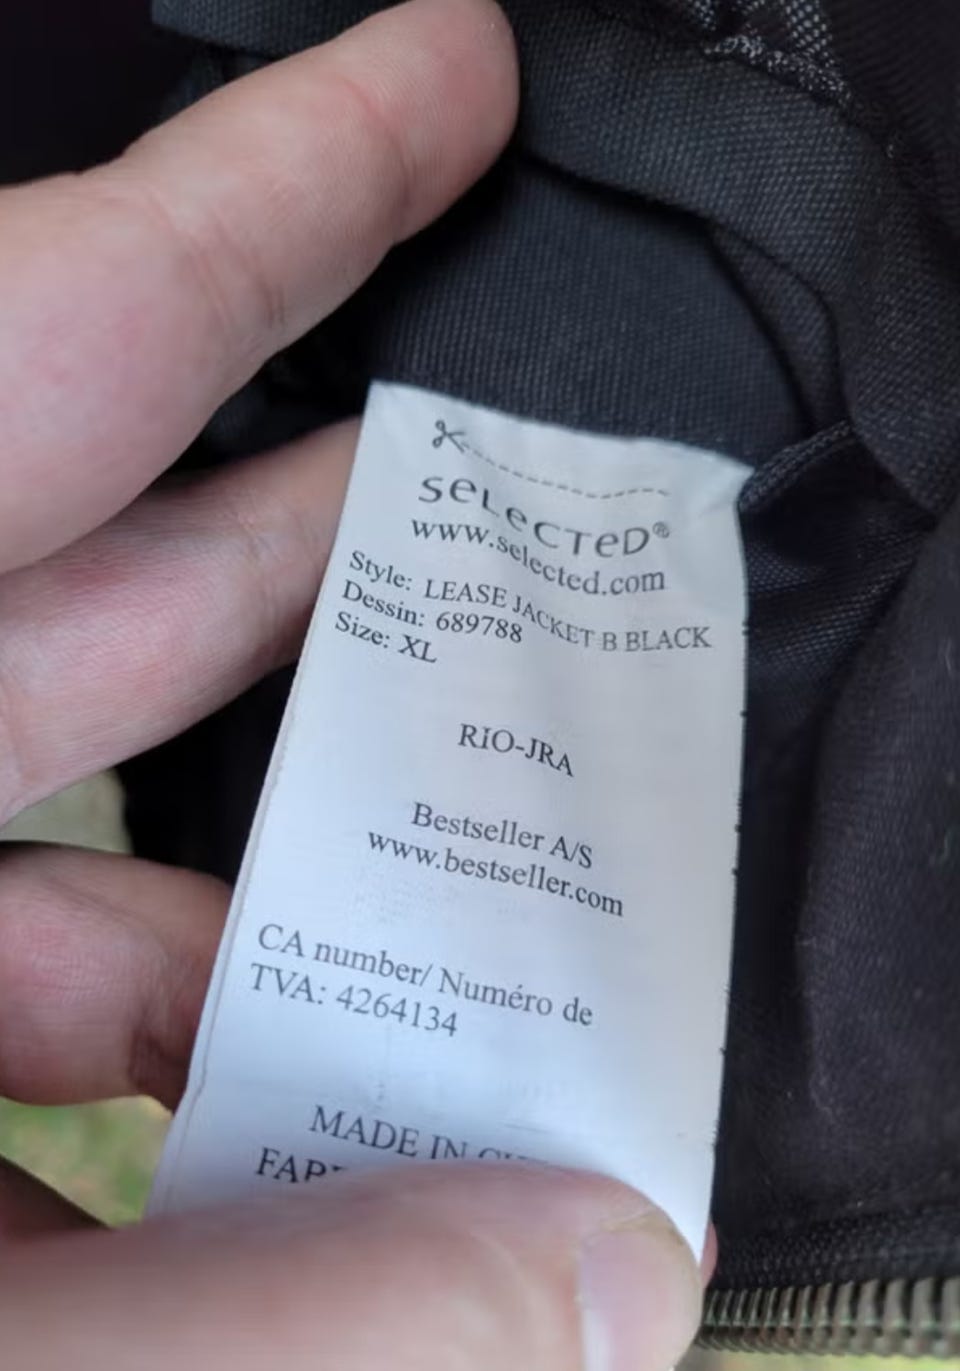 SELECTED®
www.selected.com
Style: LEASE JACKET B BLACK
Dessin: 689788
Size: XL
RIO-JRA
Bestseller A/S
www.bestseller.com
CA number/ Numéro de
TVA: 4264134
MADE IN